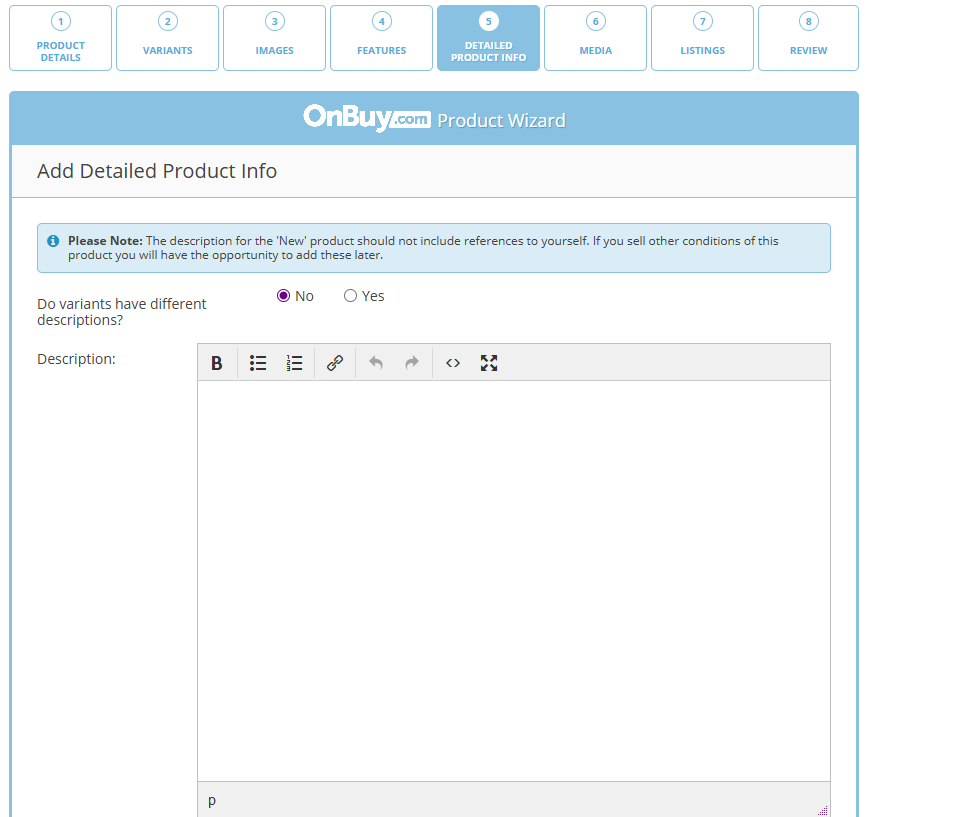 1
PRODUCT
DETAILS
2
VARIANTS
3
IMAGES
4
FEATURES
5
DETAILED
PRODUCT INFO
6
MEDIA
7
LISTINGS
8
REVIEW
OnBuy.com Product Wizard
Add Detailed Product Info
Please Note: The description for the 'New' product should not include references to yourself. If you sell other conditions of this
product you will have the opportunity to add these later.
Do variants have different
descriptions?
No Yes
Description:
B
p